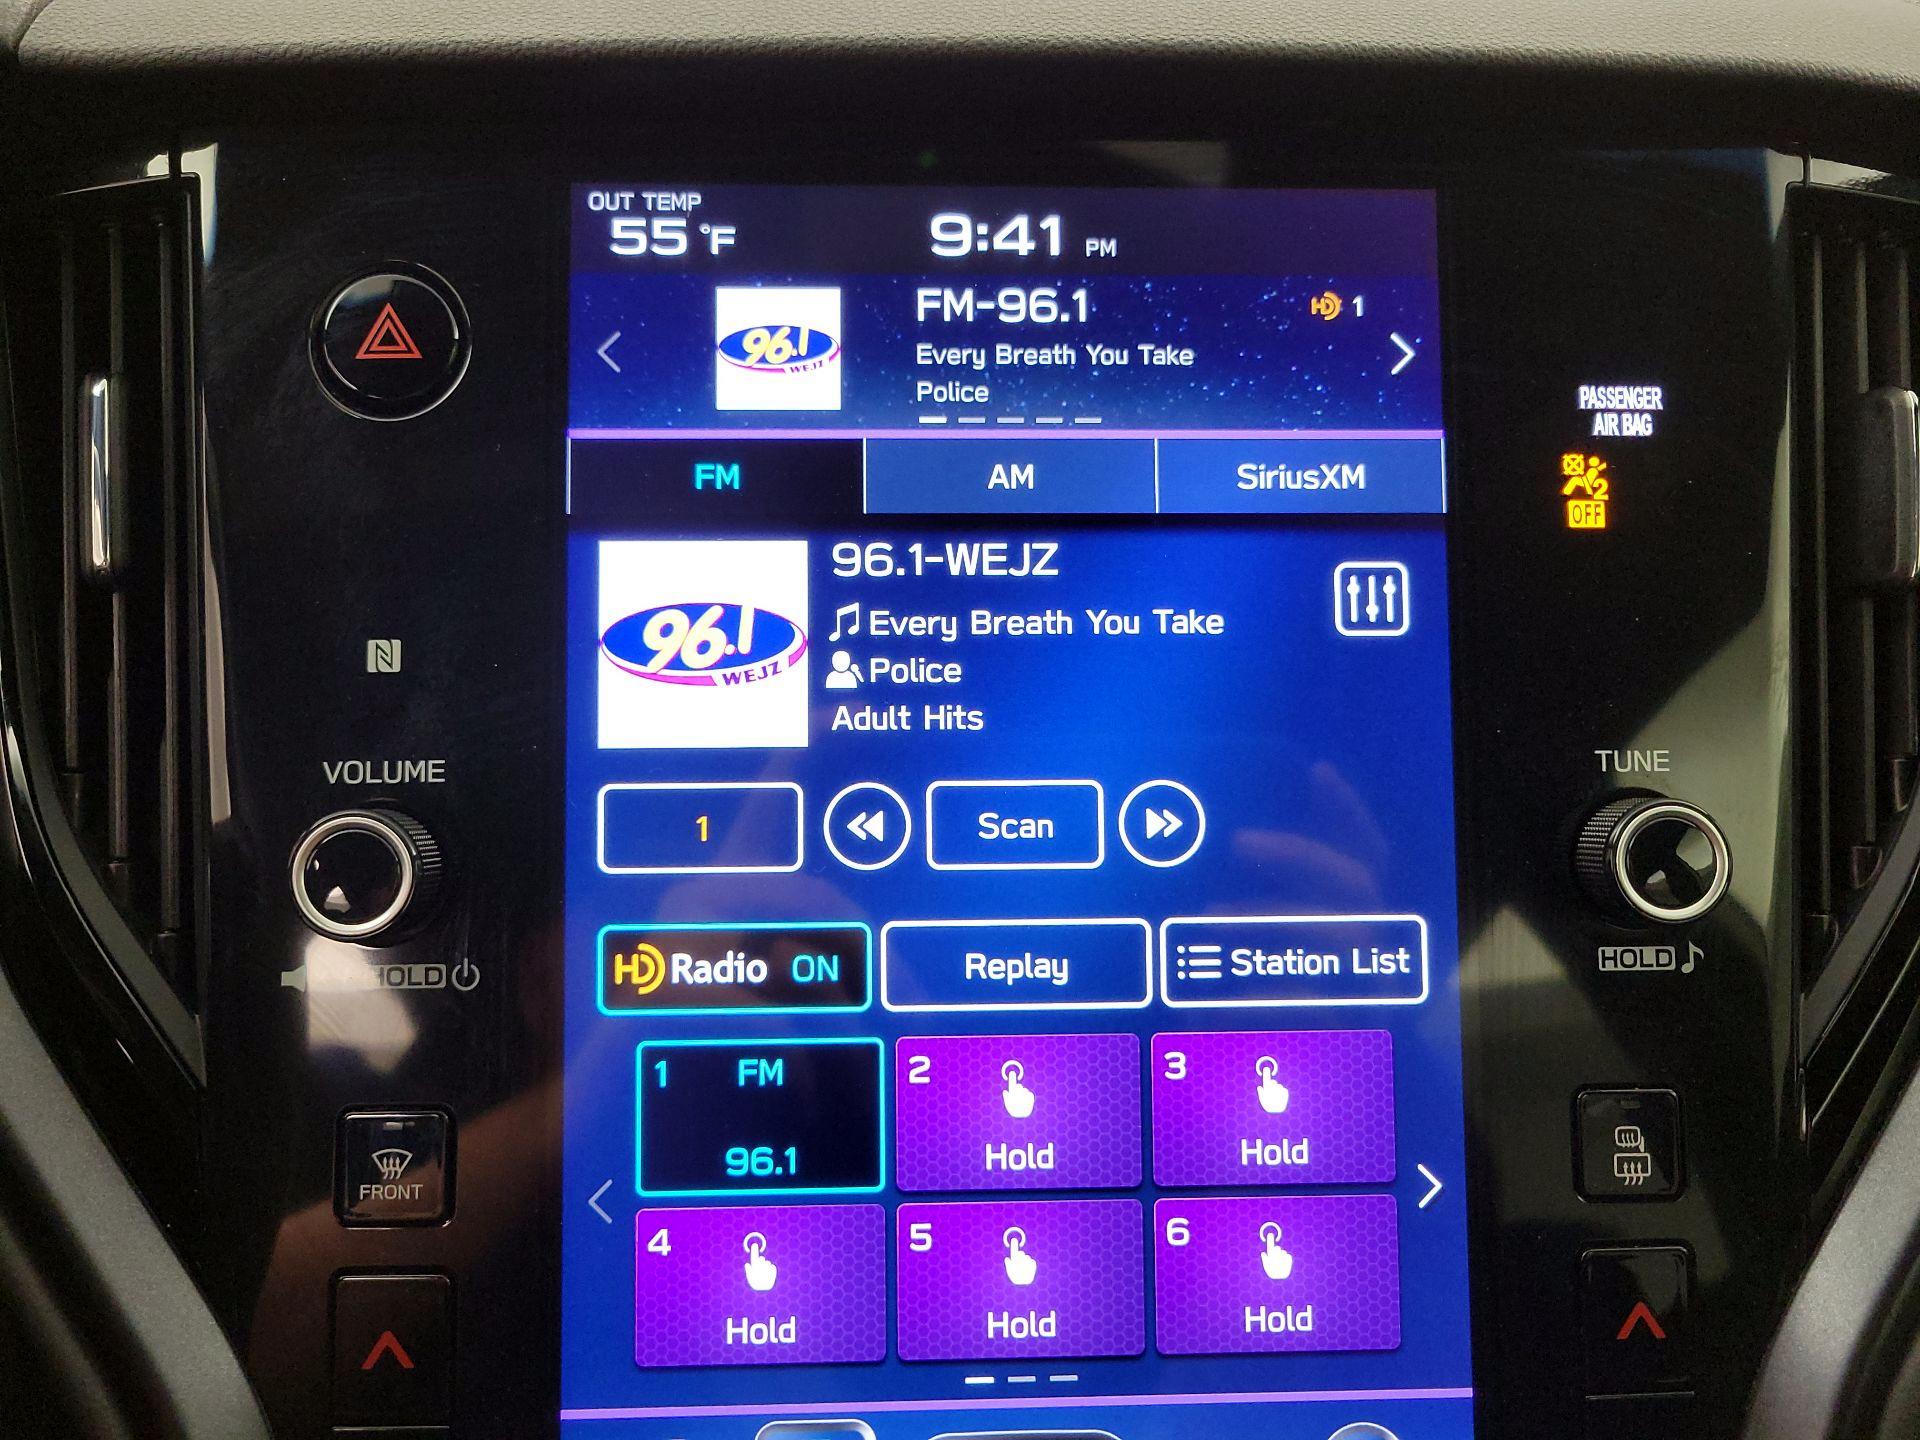 OUT TEMP
55 °F
9:41 PM
96.1
WEJZ
FM-96.1
HD 1
Every Breath You Take
Police
PASSENGER
AIR BAG
2
OFF
FM
AM
SiriusXM
96.1-WEJZ
96.1
WEJZ
Every Breath You Take
Police
Adult Hits
VOLUME
TUNE
1
Scan
HOLD
HD Radio ON
Replay
Station List
HOLD
1 FM
96.1
2
Hold
3
Hold
FRONT
4
Hold
5
Hold
6
Hold